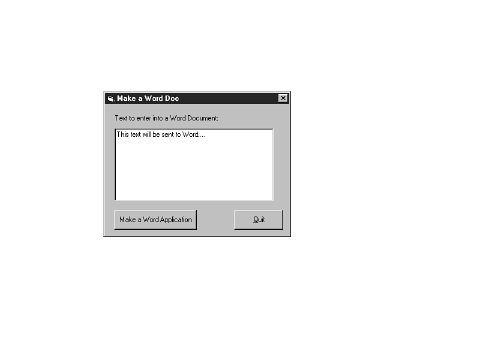 Make a Word Doc
Text to enter into a Word Document:
This text will be sent to Word....
Make a Word Application
Quit